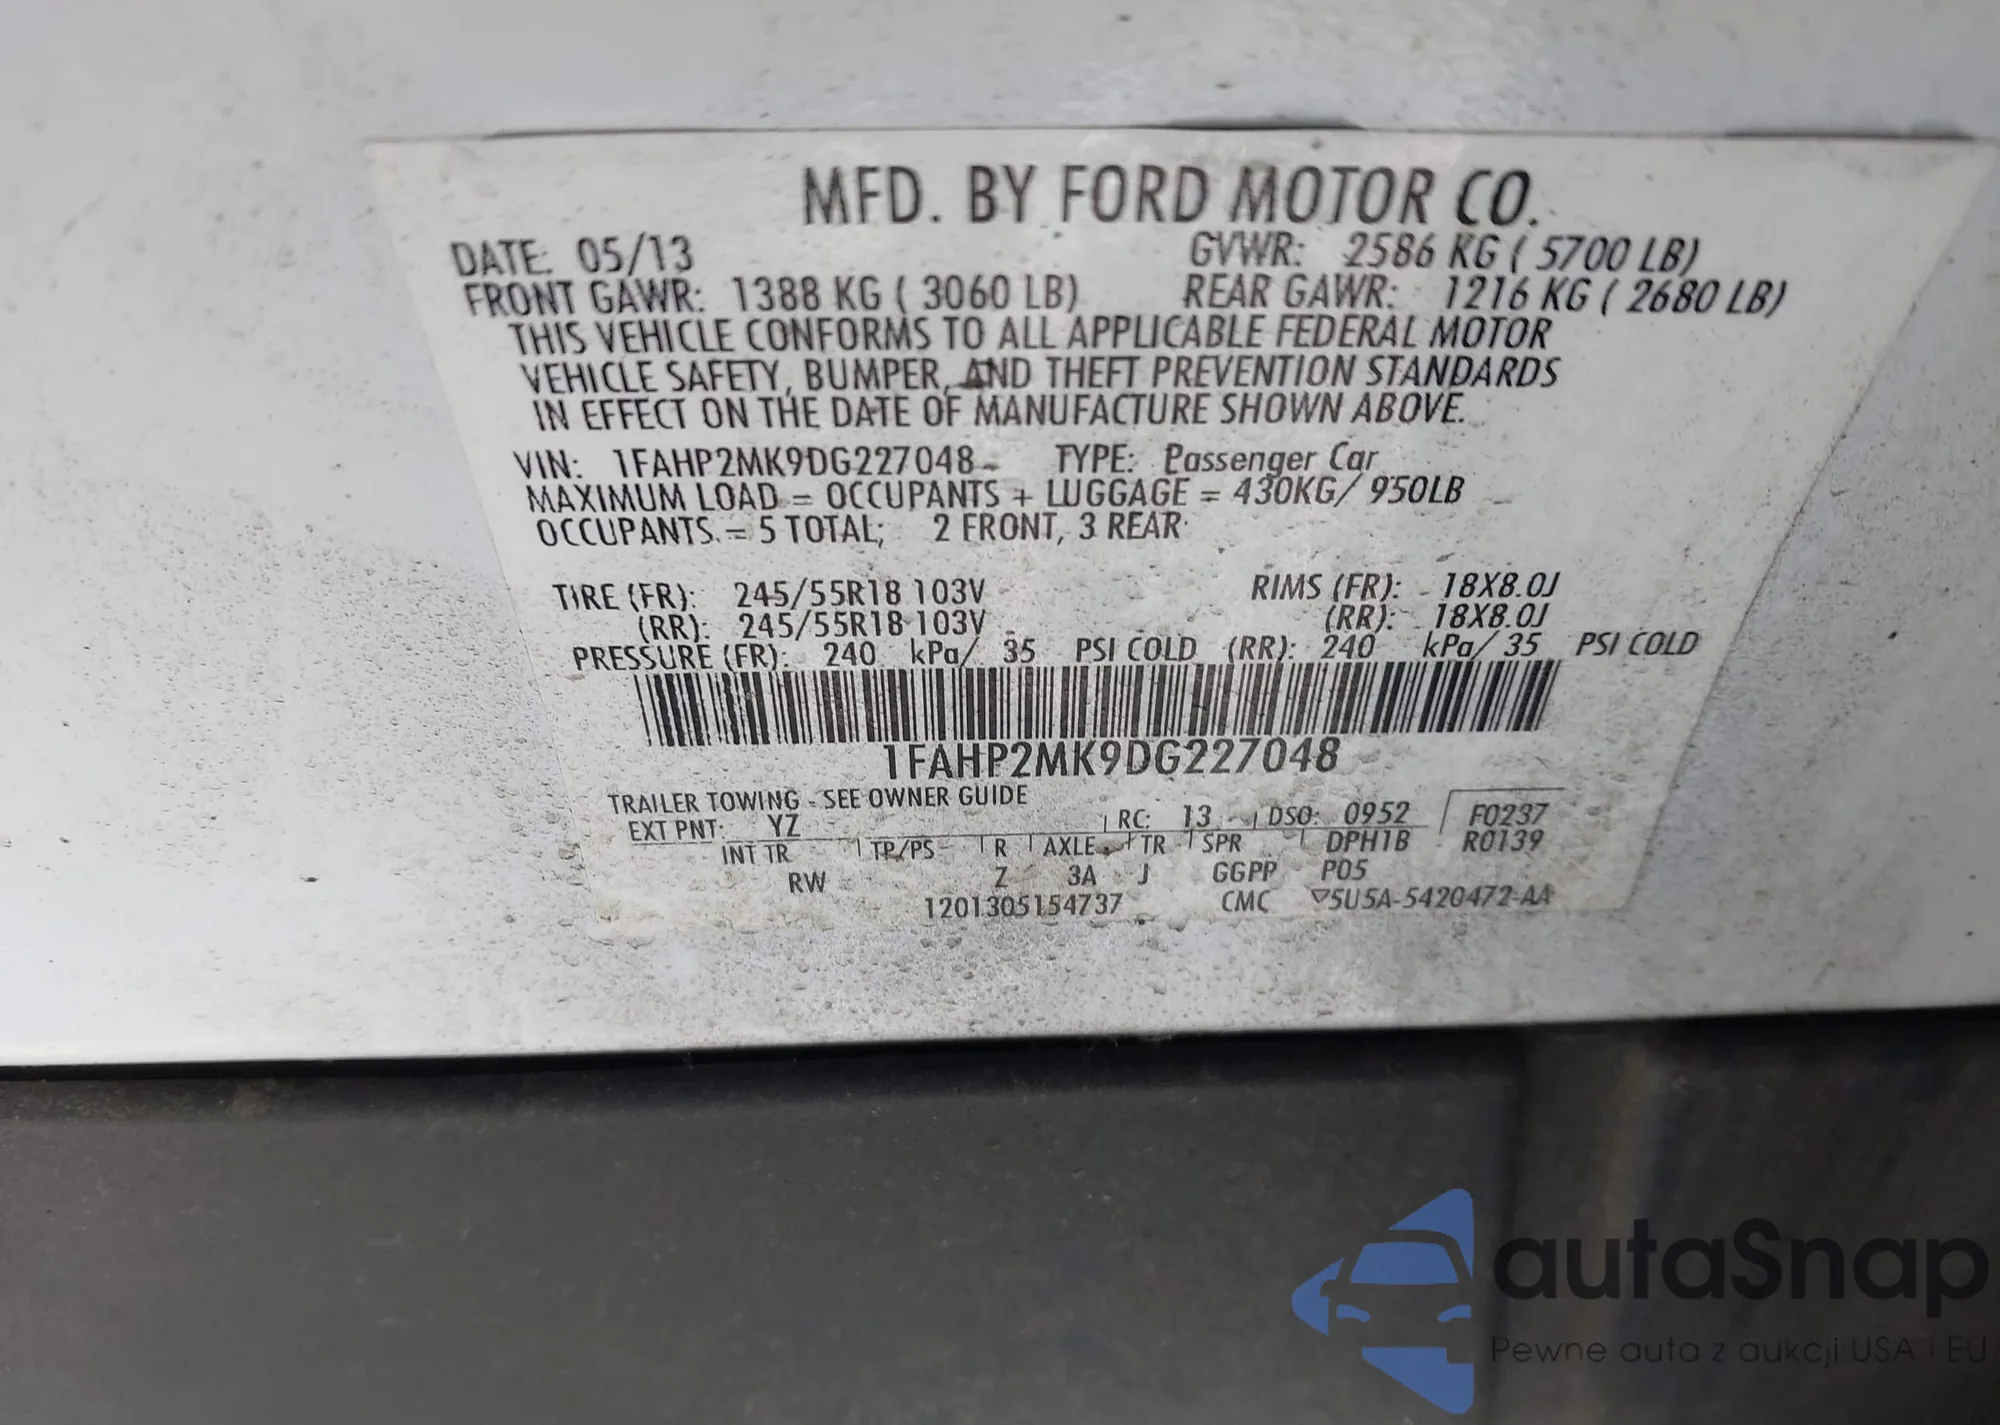 MFD. BY FORD MOTOR CO.
DATE: 05/13 GVWR: 2586 KG ( 5700 LB)
FRONT GAWR: 1388 KG ( 3060 LB) REAR GAWR: 1216 KG ( 2680 LB)
THIS VEHICLE CONFORMS TO ALL APPLICABLE FEDERAL MOTOR
VEHICLE SAFETY, BUMPER, AND THEFT PREVENTION STANDARDS
IN EFFECT ON THE DATE OF MANUFACTURE SHOWN ABOVE.
VIN: 1FAHP2MK9DG227048 TYPE: Passenger Car
MAXIMUM LOAD = OCCUPANTS + LUGGAGE = 430KG/ 950LB
OCCUPANTS = 5 TOTAL; 2 FRONT, 3 REAR
TIRE (FR): 245/55R18 103V RIMS (FR): 18X8.0J
(RR): 245/55R18 103V (RR): 18X8.0J
PRESSURE (FR): 240 kPa/ 35 PSI COLD (RR): 240 kPa/ 35 PSI COLD
1FAHP2MK9DG227048
TRAILER TOWING - SEE OWNER GUIDE
EXT PNT: YZ RC: 13 DSO: 0952 F0237
INT TR TP/PS R AXLE TR SPR DPH1B R0139
RW Z 3A J GGPP P05
1201305154737 CMC ▽5U5A-5420472-AA
autaSnap
Pewne auta z aukcji USA i EU